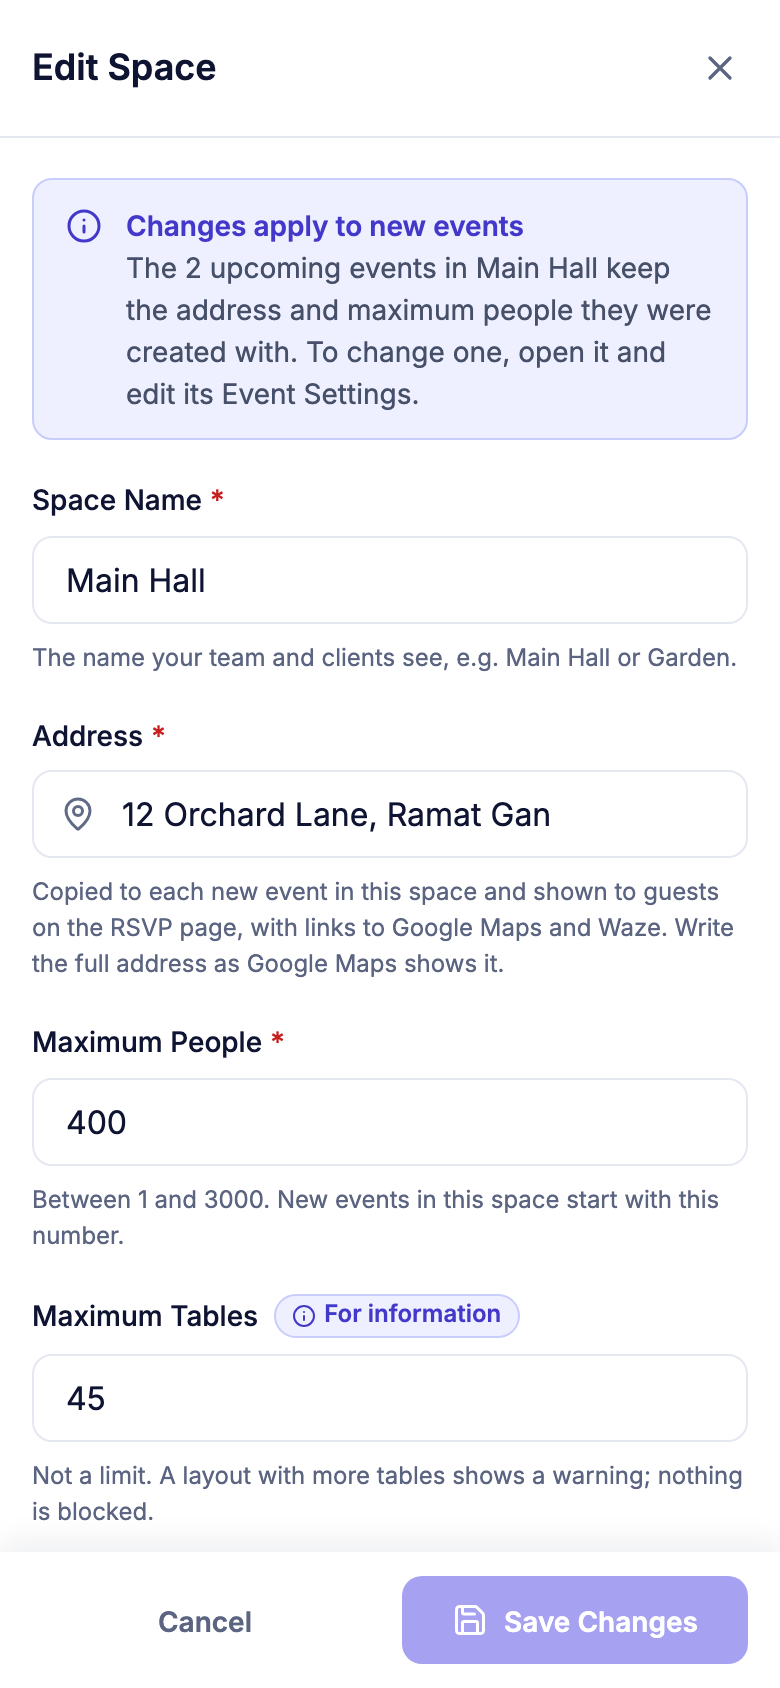 Edit Space
Changes apply to new events
The 2 upcoming events in Main Hall keep
the address and maximum people they were
created with. To change one, open it and
edit its Event Settings.
Space Name *
Main Hall
The name your team and clients see, e.g. Main Hall or Garden.
Address *
12 Orchard Lane, Ramat Gan
Copied to each new event in this space and shown to guests
on the RSVP page, with links to Google Maps and Waze. Write
the full address as Google Maps shows it.
Maximum People *
400
Between 1 and 3000. New events in this space start with this
number.
Maximum Tables For information
45
Not a limit. A layout with more tables shows a warning; nothing
is blocked.
Cancel Save Changes